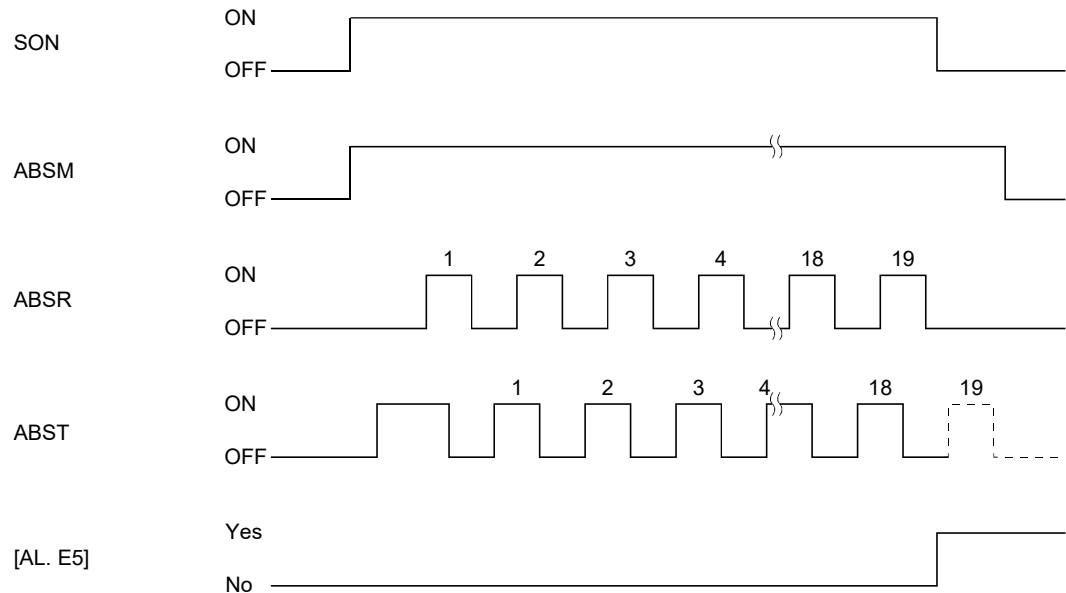 ON
SON
OFF
ON
ABSM
OFF
1 2 3 4 18 19
ON
ABSR
OFF
1 2 3 4 18 19
ON
ABST
OFF
Yes
[AL. E5]
No